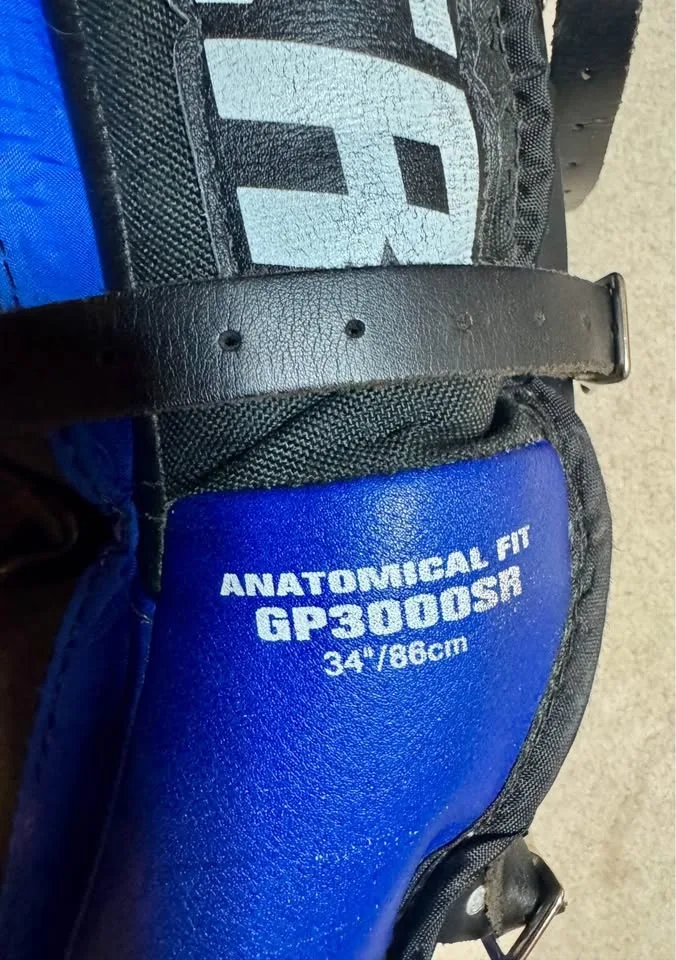 ANATOMICAL FIT
GP3000SR
34"/86cm